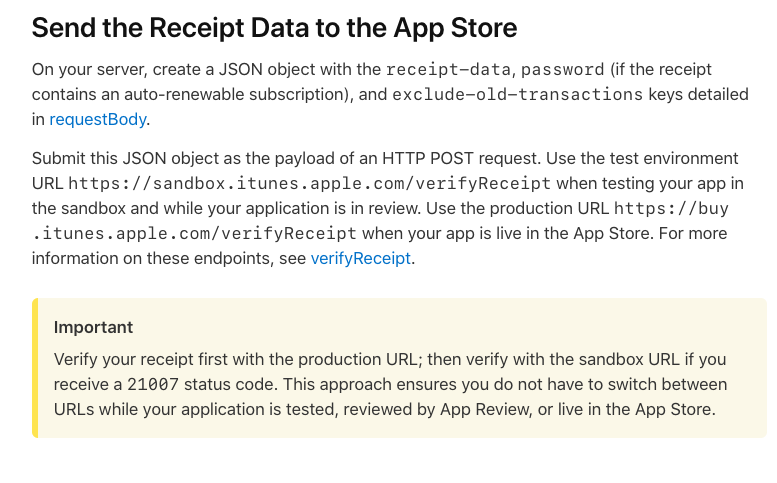 Send the Receipt Data to the App Store
On your server, create a JSON object with the receipt-data, password (if the receipt
contains an auto-renewable subscription), and exclude-old-transactions keys detailed
in requestBody.
Submit this JSON object as the payload of an HTTP POST request. Use the test environment
URL https://sandbox.itunes.apple.com/verifyReceipt when testing your app in
the sandbox and while your application is in review. Use the production URL https://buy
.itunes.apple.com/verifyReceipt when your app is live in the App Store. For more
information on these endpoints, see verifyReceipt.
Important
Verify your receipt first with the production URL; then verify with the sandbox URL if you
receive a 21007 status code. This approach ensures you do not have to switch between
URLs while your application is tested, reviewed by App Review, or live in the App Store.